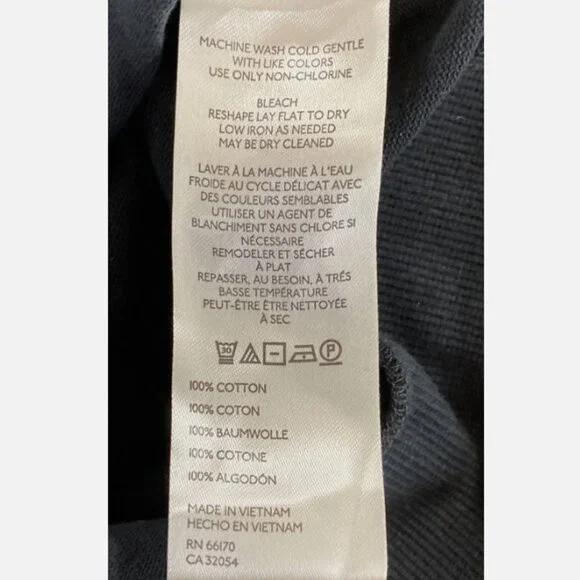 MACHINE WASH COLD GENTLE
WITH LIKE COLORS
USE ONLY NON-CHLORINE
BLEACH
RESHAPE LAY FLAT TO DRY
LOW IRON AS NEEDED
MAY BE DRY CLEANED
LAVER À LA MACHINE À L'EAU
FROIDE AU CYCLE DÉLICAT AVEC
DES COULEURS SEMBLABLES
UTILISER UN AGENT DE
BLANCHIMENT SANS CHLORE SI
NÉCESSAIRE
REMODELER ET SÉCHER
À PLAT
REPASSER, AU BESOIN, À TRÉS
BASSE TEMPÉRATURE
PEUT-ÊTRE ÊTRE NETTOYÉE
À SEC
30 P
100% COTTON
100% COTON
100% BAUMWOLLE
100% COTONE
100% ALGODÓN
MADE IN VIETNAM
HECHO EN VIETNAM
RN 66170
CA 32054